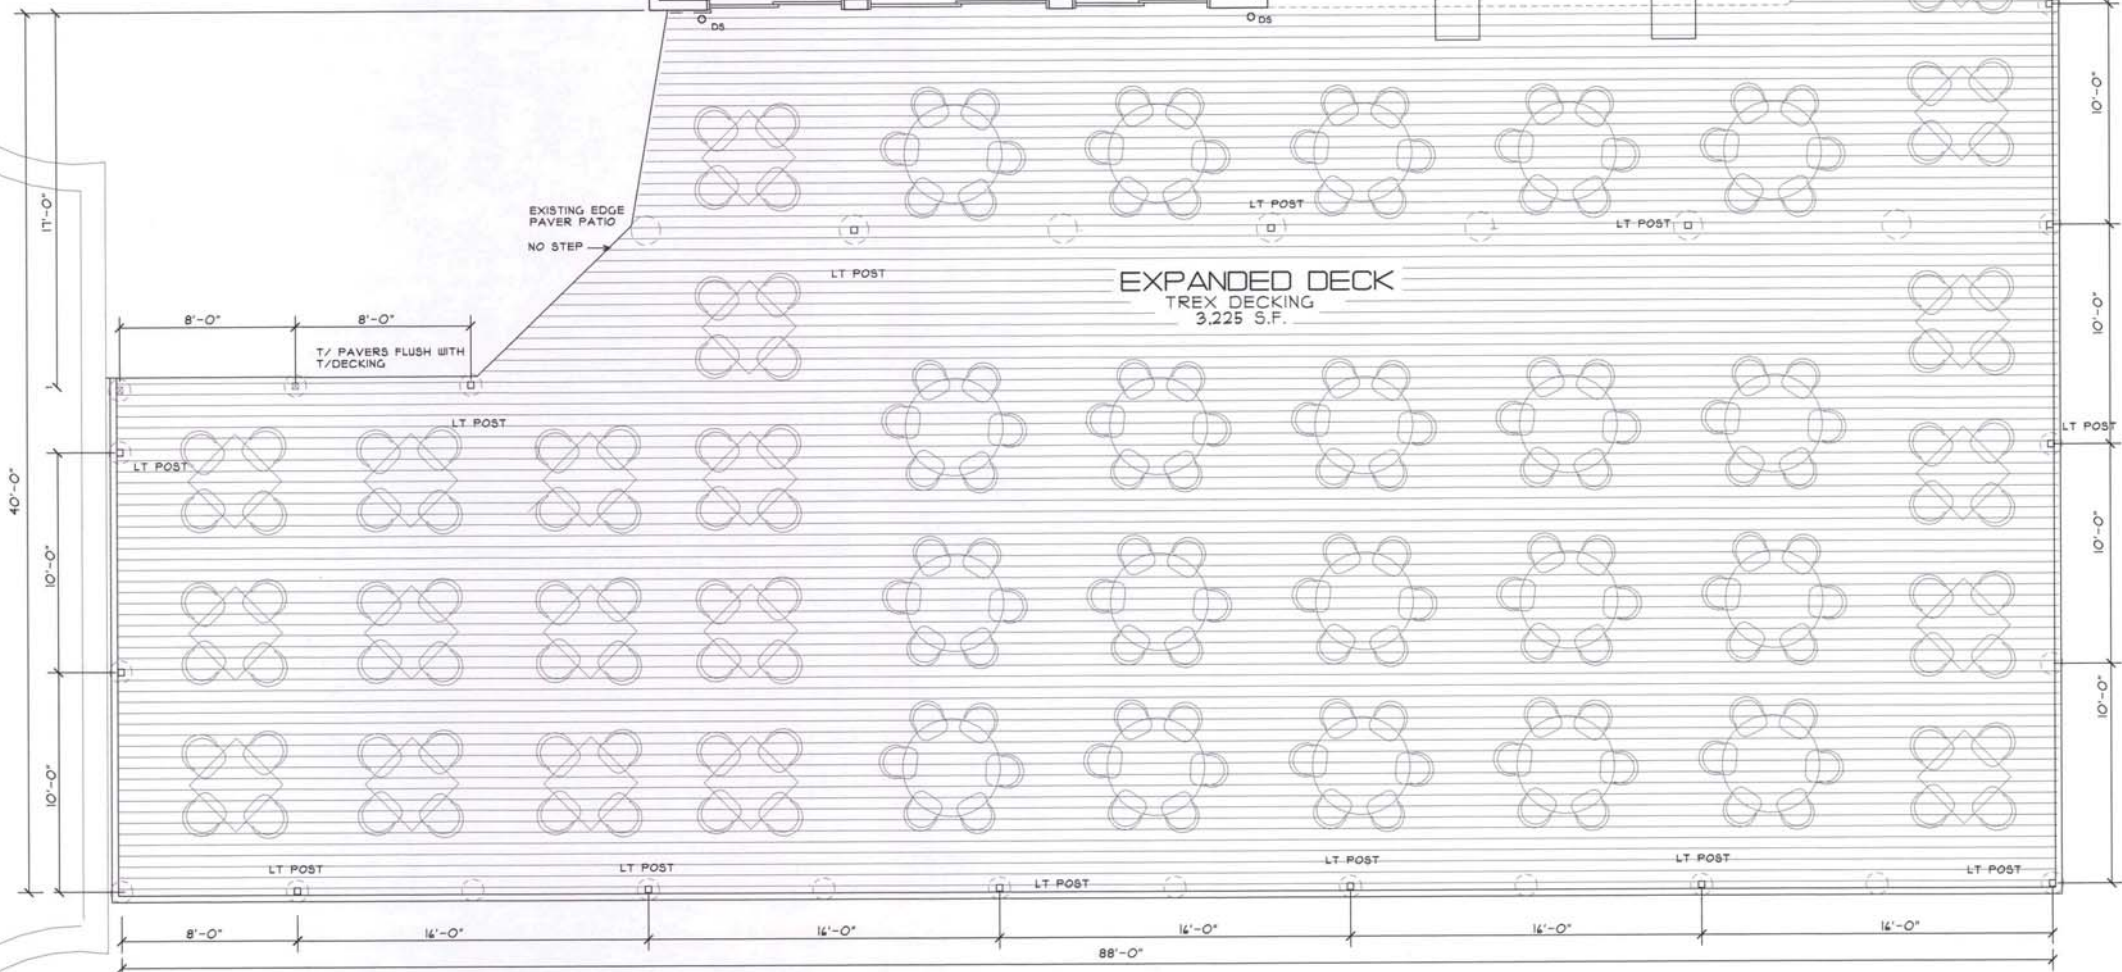 DS
DS
10'-0"
17'-0"
EXISTING EDGE
PAVER PATIO
NO STEP
LT POST
LT POST
LT POST
EXPANDED DECK
TREX DECKING
3,225 S.F.
10'-0"
8'-0"
8'-0"
T/ PAVERS FLUSH WITH
T/DECKING
LT POST
LT POST
LT POST
40'-0"
10'-0"
10'-0"
10'-0"
10'-0"
LT POST
LT POST
LT POST
LT POST
LT POST
LT POST
8'-0"
16'-0"
16'-0"
16'-0"
16'-0"
16'-0"
88'-0"